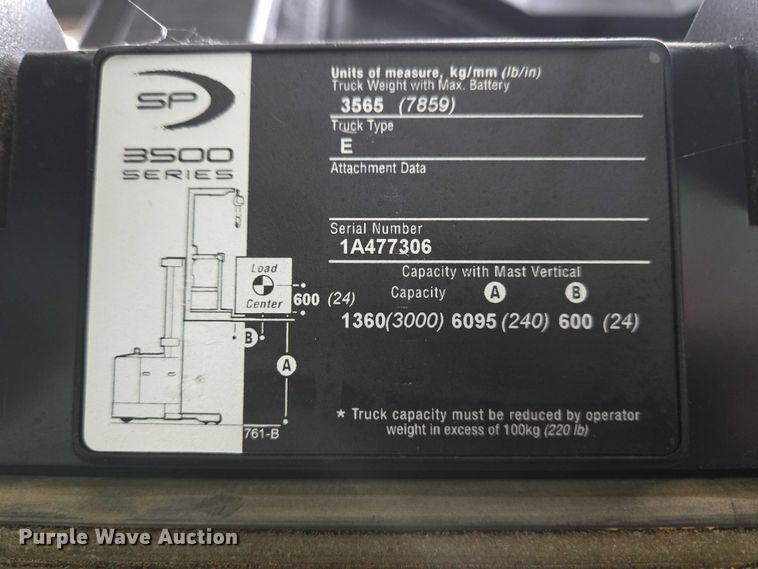 SP
3500
SERIES
Load
Center
600 (24)
B
A
761-B
Units of measure, kg/mm (lb/in)
Truck Weight with Max. Battery
3565 (7859)
Truck Type
E
Attachment Data
Serial Number
1A477306
Capacity with Mast Vertical
Capacity A B
1360(3000) 6095 (240) 600 (24)
* Truck capacity must be reduced by operator
weight in excess of 100kg (220 lb)
Purple Wave Auction